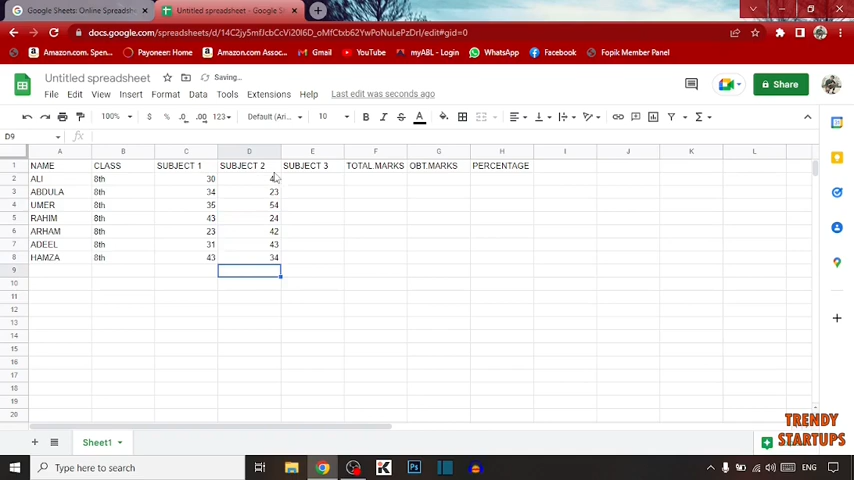 Google Sheets: Online Spreadsh
Untitled spreadsheet - Google S
docs.google.com/spreadsheets/d/14C2jy5mfJcbCcVi20I6D_oMfCtxb62YwPoNuLePzDrI/edit#gid=0
Amazon.com. Spen... Payoneer: Home Amazon.com Assoc... Gmail YouTube myABL - Login WhatsApp Facebook Fopik Member Panel
Untitled spreadsheet Saving...
File Edit View Insert Format Data Tools Extensions Help Last edit was seconds ago
Share
100% $ % .0 .00 123 Default (Ari... 10 B I S A
D9 fx
A B C D E F G H I J K L
1 NAME CLASS SUBJECT 1 SUBJECT 2 SUBJECT 3 TOTAL.MARKS OBT.MARKS PERCENTAGE
2 ALI 8th 30
3 ABDULA 8th 34 23
4 UMER 8th 35 54
5 RAHIM 8th 43 24
6 ARHAM 8th 23 42
7 ADEEL 8th 31 43
8 HAMZA 8th 43 34
9
10
11
12
13
14
15
16
17
18
19
20
TRENDY
STARTUPS
Sheet1
Type here to search
ENG